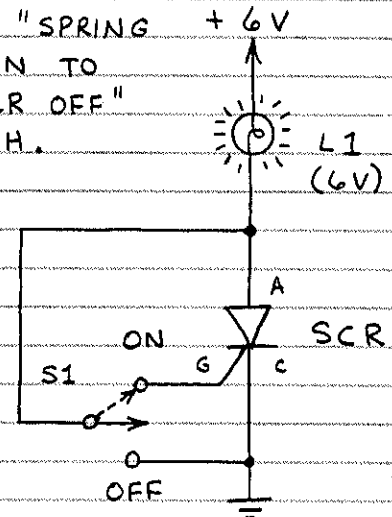 "SPRING
+6V
N TO
R OFF"
H.
L1
(6V)
A
ON
SCR
G
C
S1
OFF